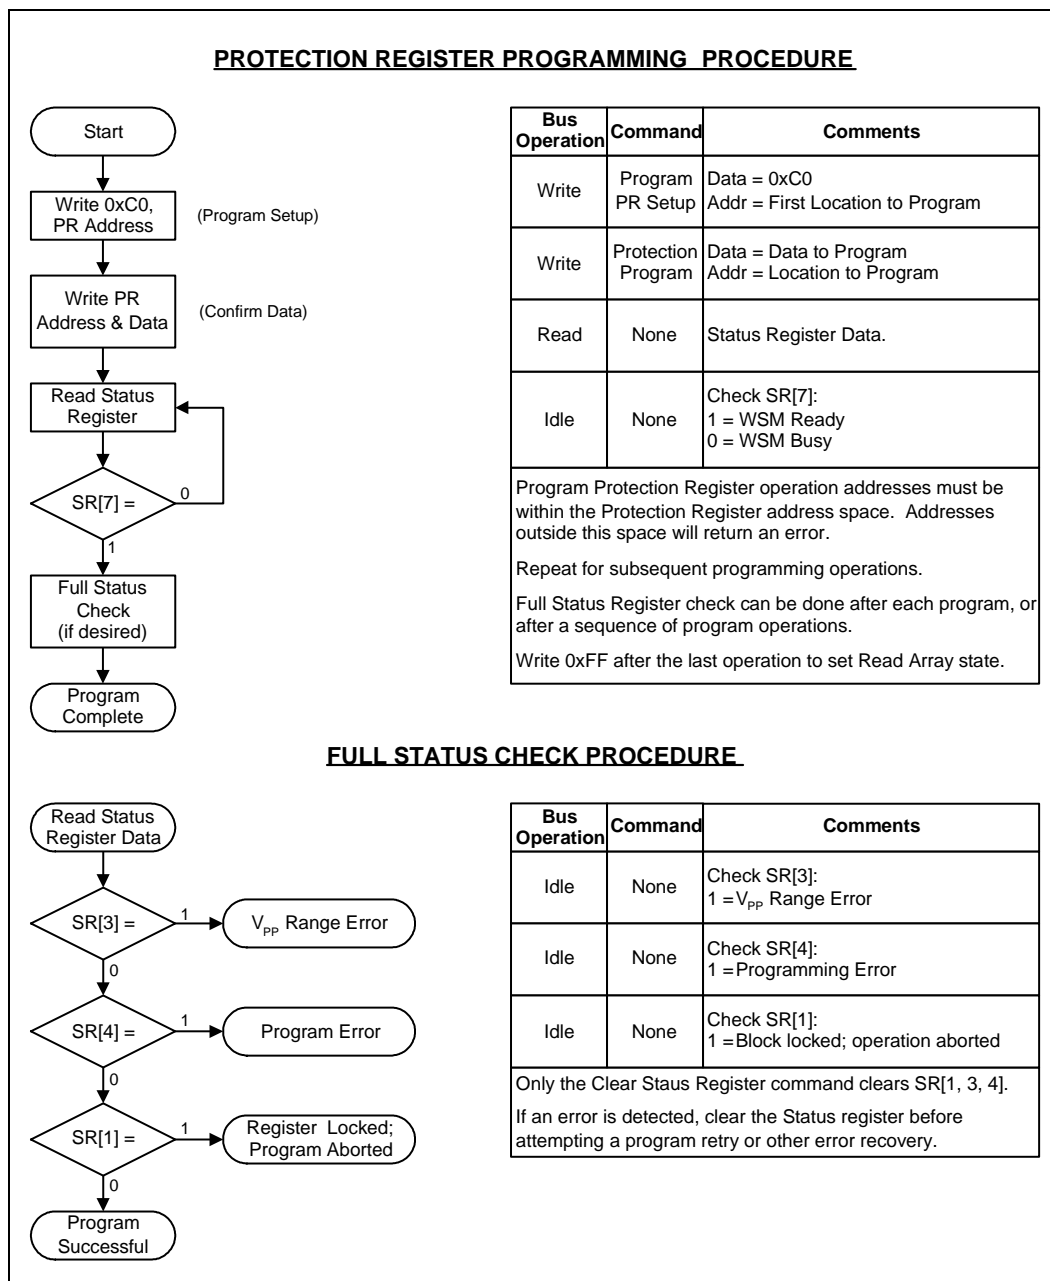 PROTECTION REGISTER PROGRAMMING PROCEDURE
Start
Write 0xC0,
PR Address
(Program Setup)
Write PR
Address & Data
(Confirm Data)
Read Status
Register
SR[7] =
0
1
Full Status
Check
(if desired)
Program
Complete
Bus
Operation
Command
Comments
Write
Program
PR Setup
Data = 0xC0
Addr = First Location to Program
Write
Protection
Program
Data = Data to Program
Addr = Location to Program
Read
None
Status Register Data.
Idle
None
Check SR[7]:
1 = WSM Ready
0 = WSM Busy
Program Protection Register operation addresses must be
within the Protection Register address space. Addresses
outside this space will return an error.
Repeat for subsequent programming operations.
Full Status Register check can be done after each program, or
after a sequence of program operations.
Write 0xFF after the last operation to set Read Array state.
FULL STATUS CHECK PROCEDURE
Read Status
Register Data
SR[3] =
1
VPP Range Error
0
SR[4] =
1
Program Error
0
SR[1] =
1
Register Locked;
Program Aborted
0
Program
Successful
Bus
Operation
Command
Comments
Idle
None
Check SR[3]:
1 =VPP Range Error
Idle
None
Check SR[4]:
1 =Programming Error
Idle
None
Check SR[1]:
1 =Block locked; operation aborted
Only the Clear Staus Register command clears SR[1, 3, 4].
If an error is detected, clear the Status register before
attempting a program retry or other error recovery.